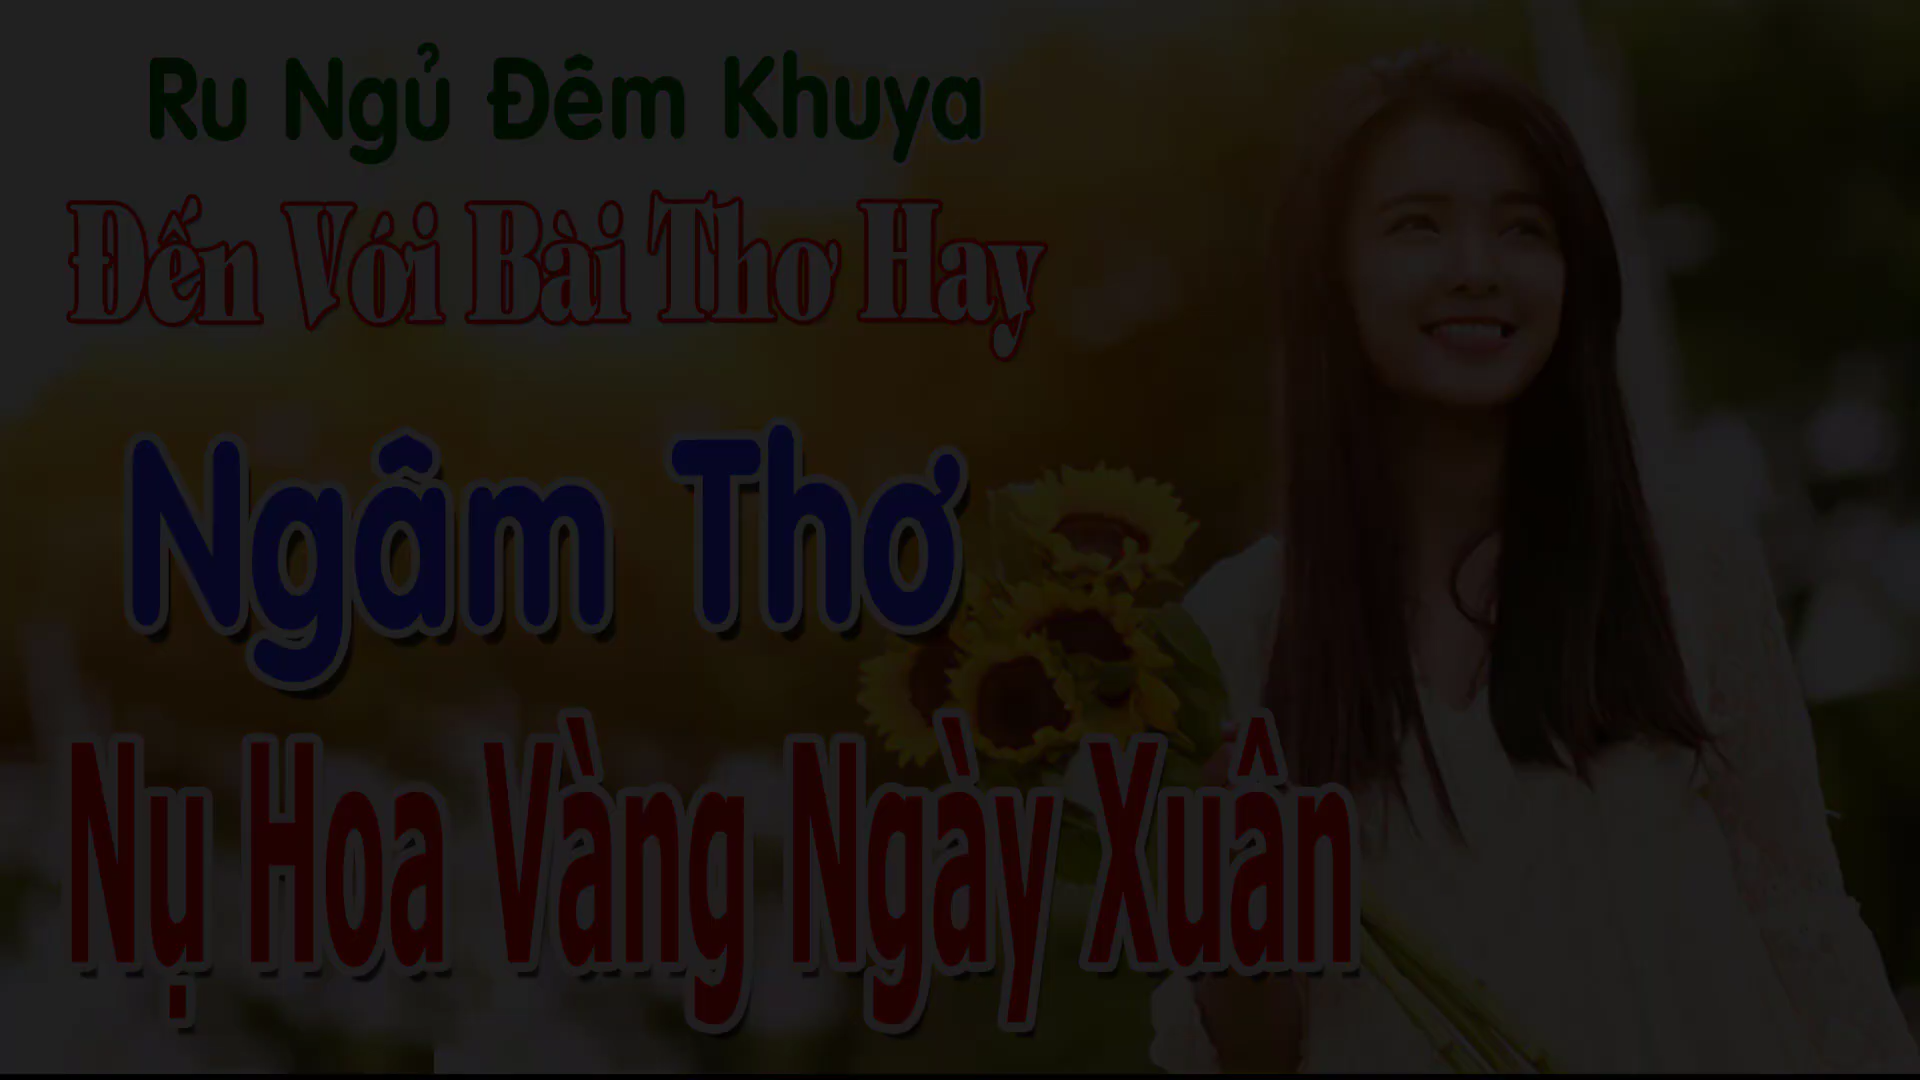 Ru Ngủ Đêm Khuya
Đến Với Bài Thơ Hay
Ngâm Thơ
Nụ Hoa Vàng Ngày Xuân